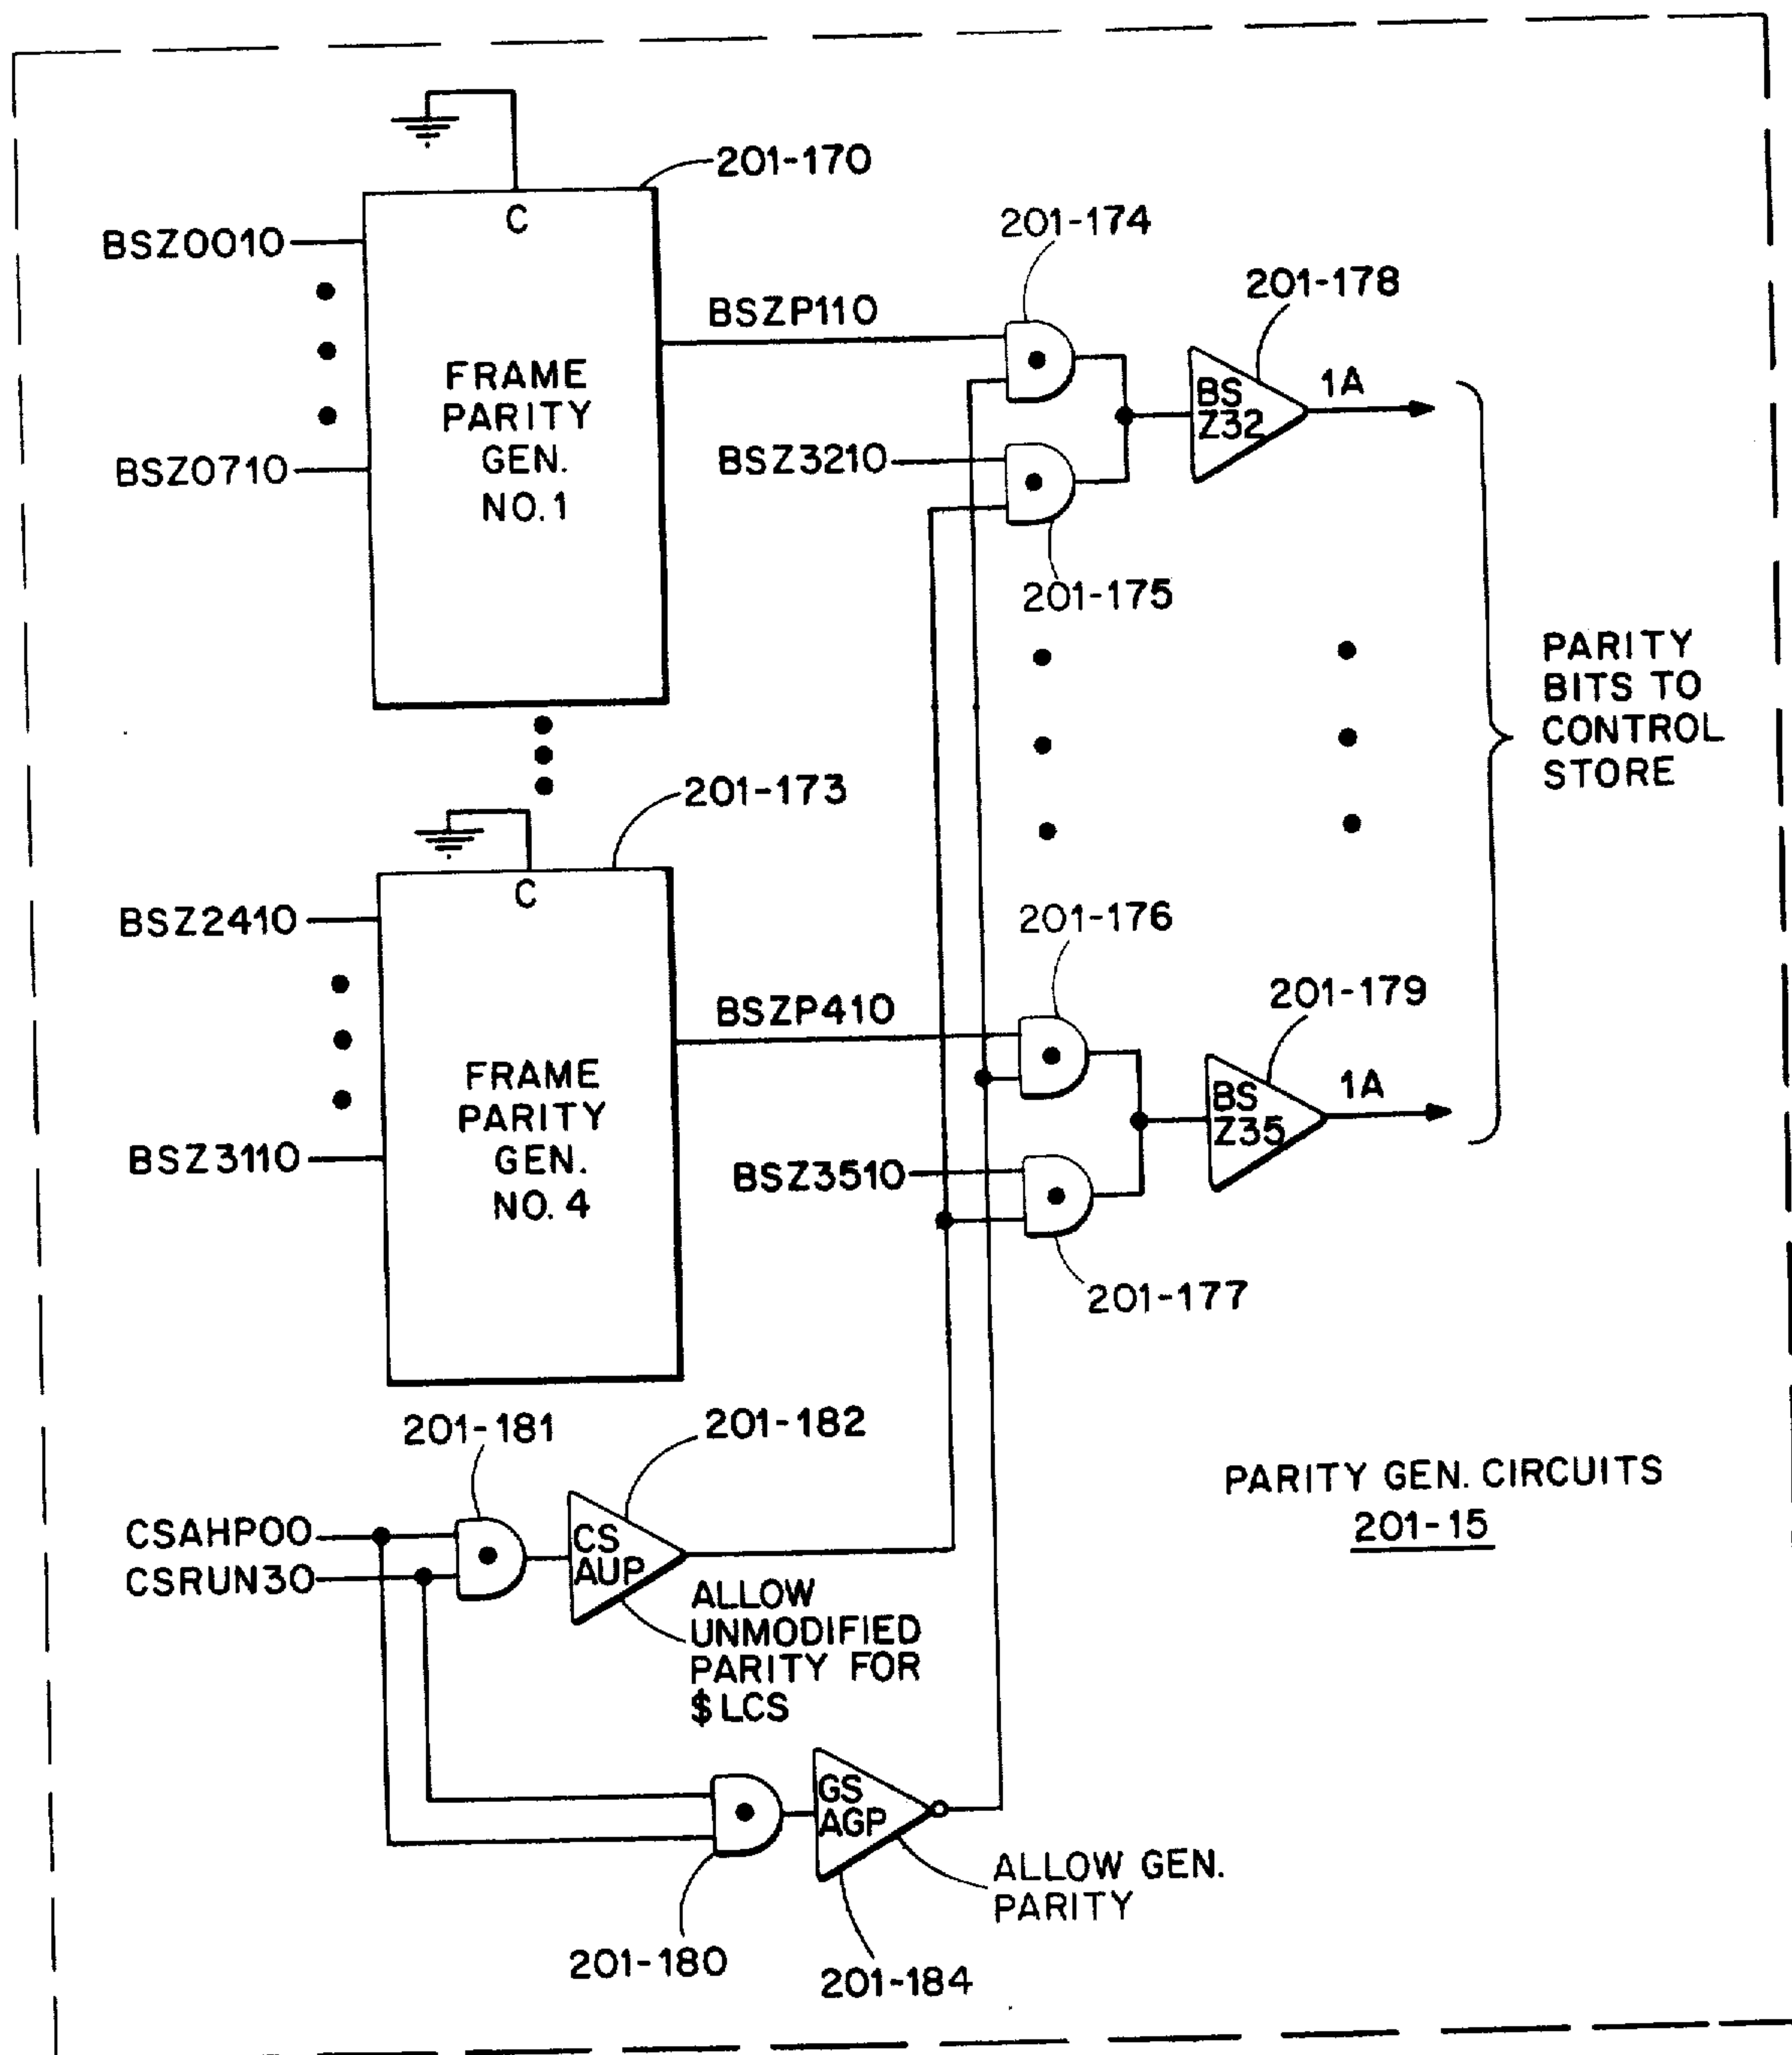 201-170
C
BSZ0010
201-174
201-178
BSZP110
1A
BS
Z32
FRAME
PARITY
GEN.
NO. 1
BSZ0710
BSZ3210
201-175
PARITY
BITS TO
CONTROL
STORE
201-173
C
BSZ2410
201-176
201-179
BSZP410
1A
BS
Z35
FRAME
PARITY
GEN.
NO. 4
BSZ3110
BSZ3510
201-177
201-181
201-182
PARITY GEN. CIRCUITS
201-15
CSAHP00
CSRUN30
CS
AUP
ALLOW
UNMODIFIED
PARITY FOR
$LCS
GS
AGP
ALLOW GEN.
PARITY
201-180
201-184